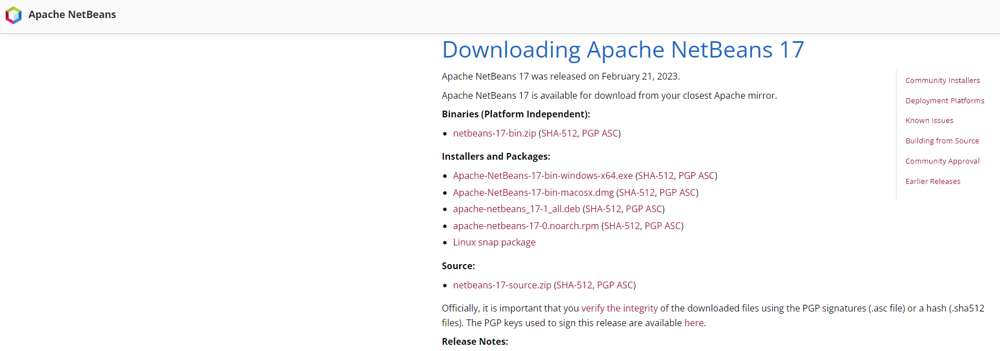 Apache NetBeans
Downloading Apache NetBeans 17
Apache NetBeans 17 was released on February 21, 2023.
Apache NetBeans 17 is available for download from your closest Apache mirror.
Binaries (Platform Independent):
netbeans-17-bin.zip (SHA-512, PGP ASC)
Installers and Packages:
Apache-NetBeans-17-bin-windows-x64.exe (SHA-512, PGP ASC)
Apache-NetBeans-17-bin-macosx.dmg (SHA-512, PGP ASC)
apache-netbeans_17-1_all.deb (SHA-512, PGP ASC)
apache-netbeans-17-0.noarch.rpm (SHA-512, PGP ASC)
Linux snap package
Source:
netbeans-17-source.zip (SHA-512, PGP ASC)
Officially, it is important that you verify the integrity of the downloaded files using the PGP signatures (.asc file) or a hash (.sha512
files). The PGP keys used to sign this release are available here.
Release Notes:
Community Installers
Deployment Platforms
Known Issues
Building from Source
Community Approval
Earlier Releases